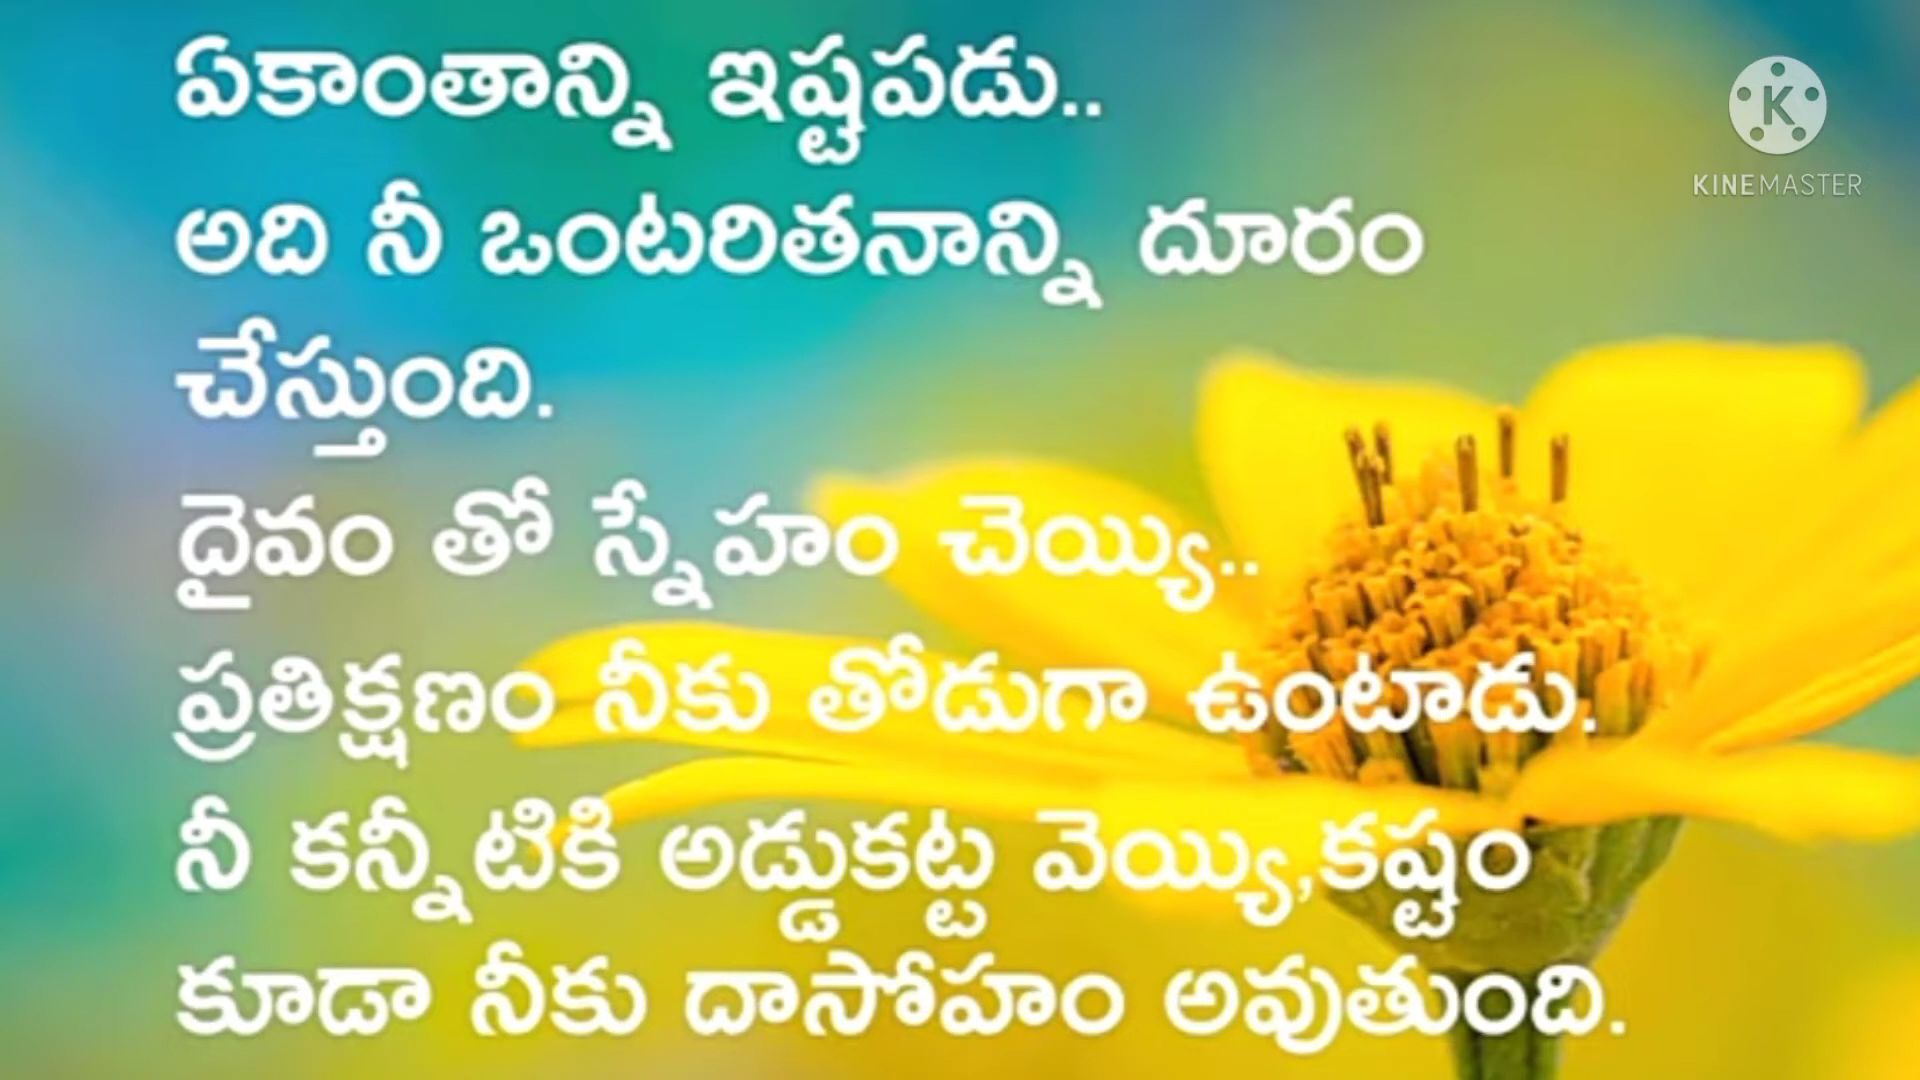 ఏకాంతాన్ని ఇష్టపడు..
అది నీ ఒంటరితనాన్ని దూరం
చేస్తుంది.
దైవం తో స్నేహం చెయ్యి..
ప్రతిక్షణం నీకు తోడుగా ఉంటాడు.
నీ కన్నీటికి అడ్డుకట్ట వెయ్యి,కష్టం
కూడా నీకు దాసోహం అవుతుంది.
K
KINEMASTER